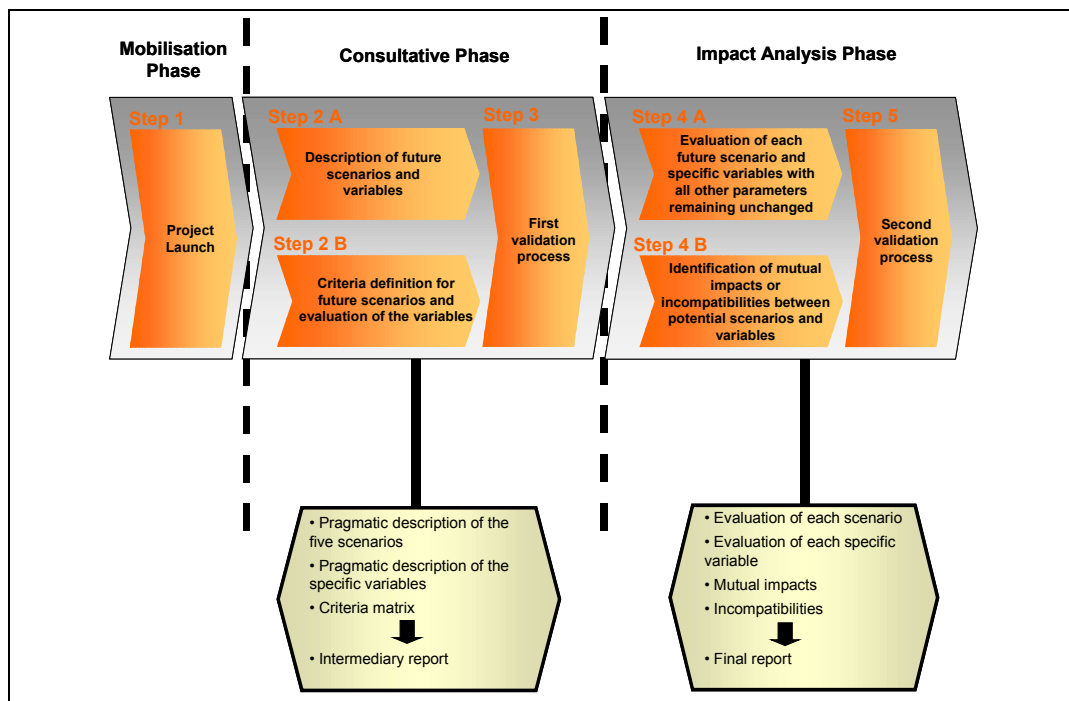 Mobilisation
Phase
Consultative Phase
Impact Analysis Phase
Step 1
Project
Launch
Step 2 A
Description of future
scenarios and
variables
Step 2 B
Criteria definition for
future scenarios and
evaluation of the variables
Step 3
First
validation
process
Step 4 A
Evaluation of each
future scenario and
specific variables with
all other parameters
remaining unchanged
Step 4 B
Identification of mutual
impacts or
incompatibilities between
potential scenarios and
variables
Step 5
Second
validation
process
• Pragmatic description of the
five scenarios
• Pragmatic description of the
specific variables
• Criteria matrix
• Intermediary report
• Evaluation of each scenario
• Evaluation of each specific
variable
• Mutual impacts
• Incompatibilities
• Final report